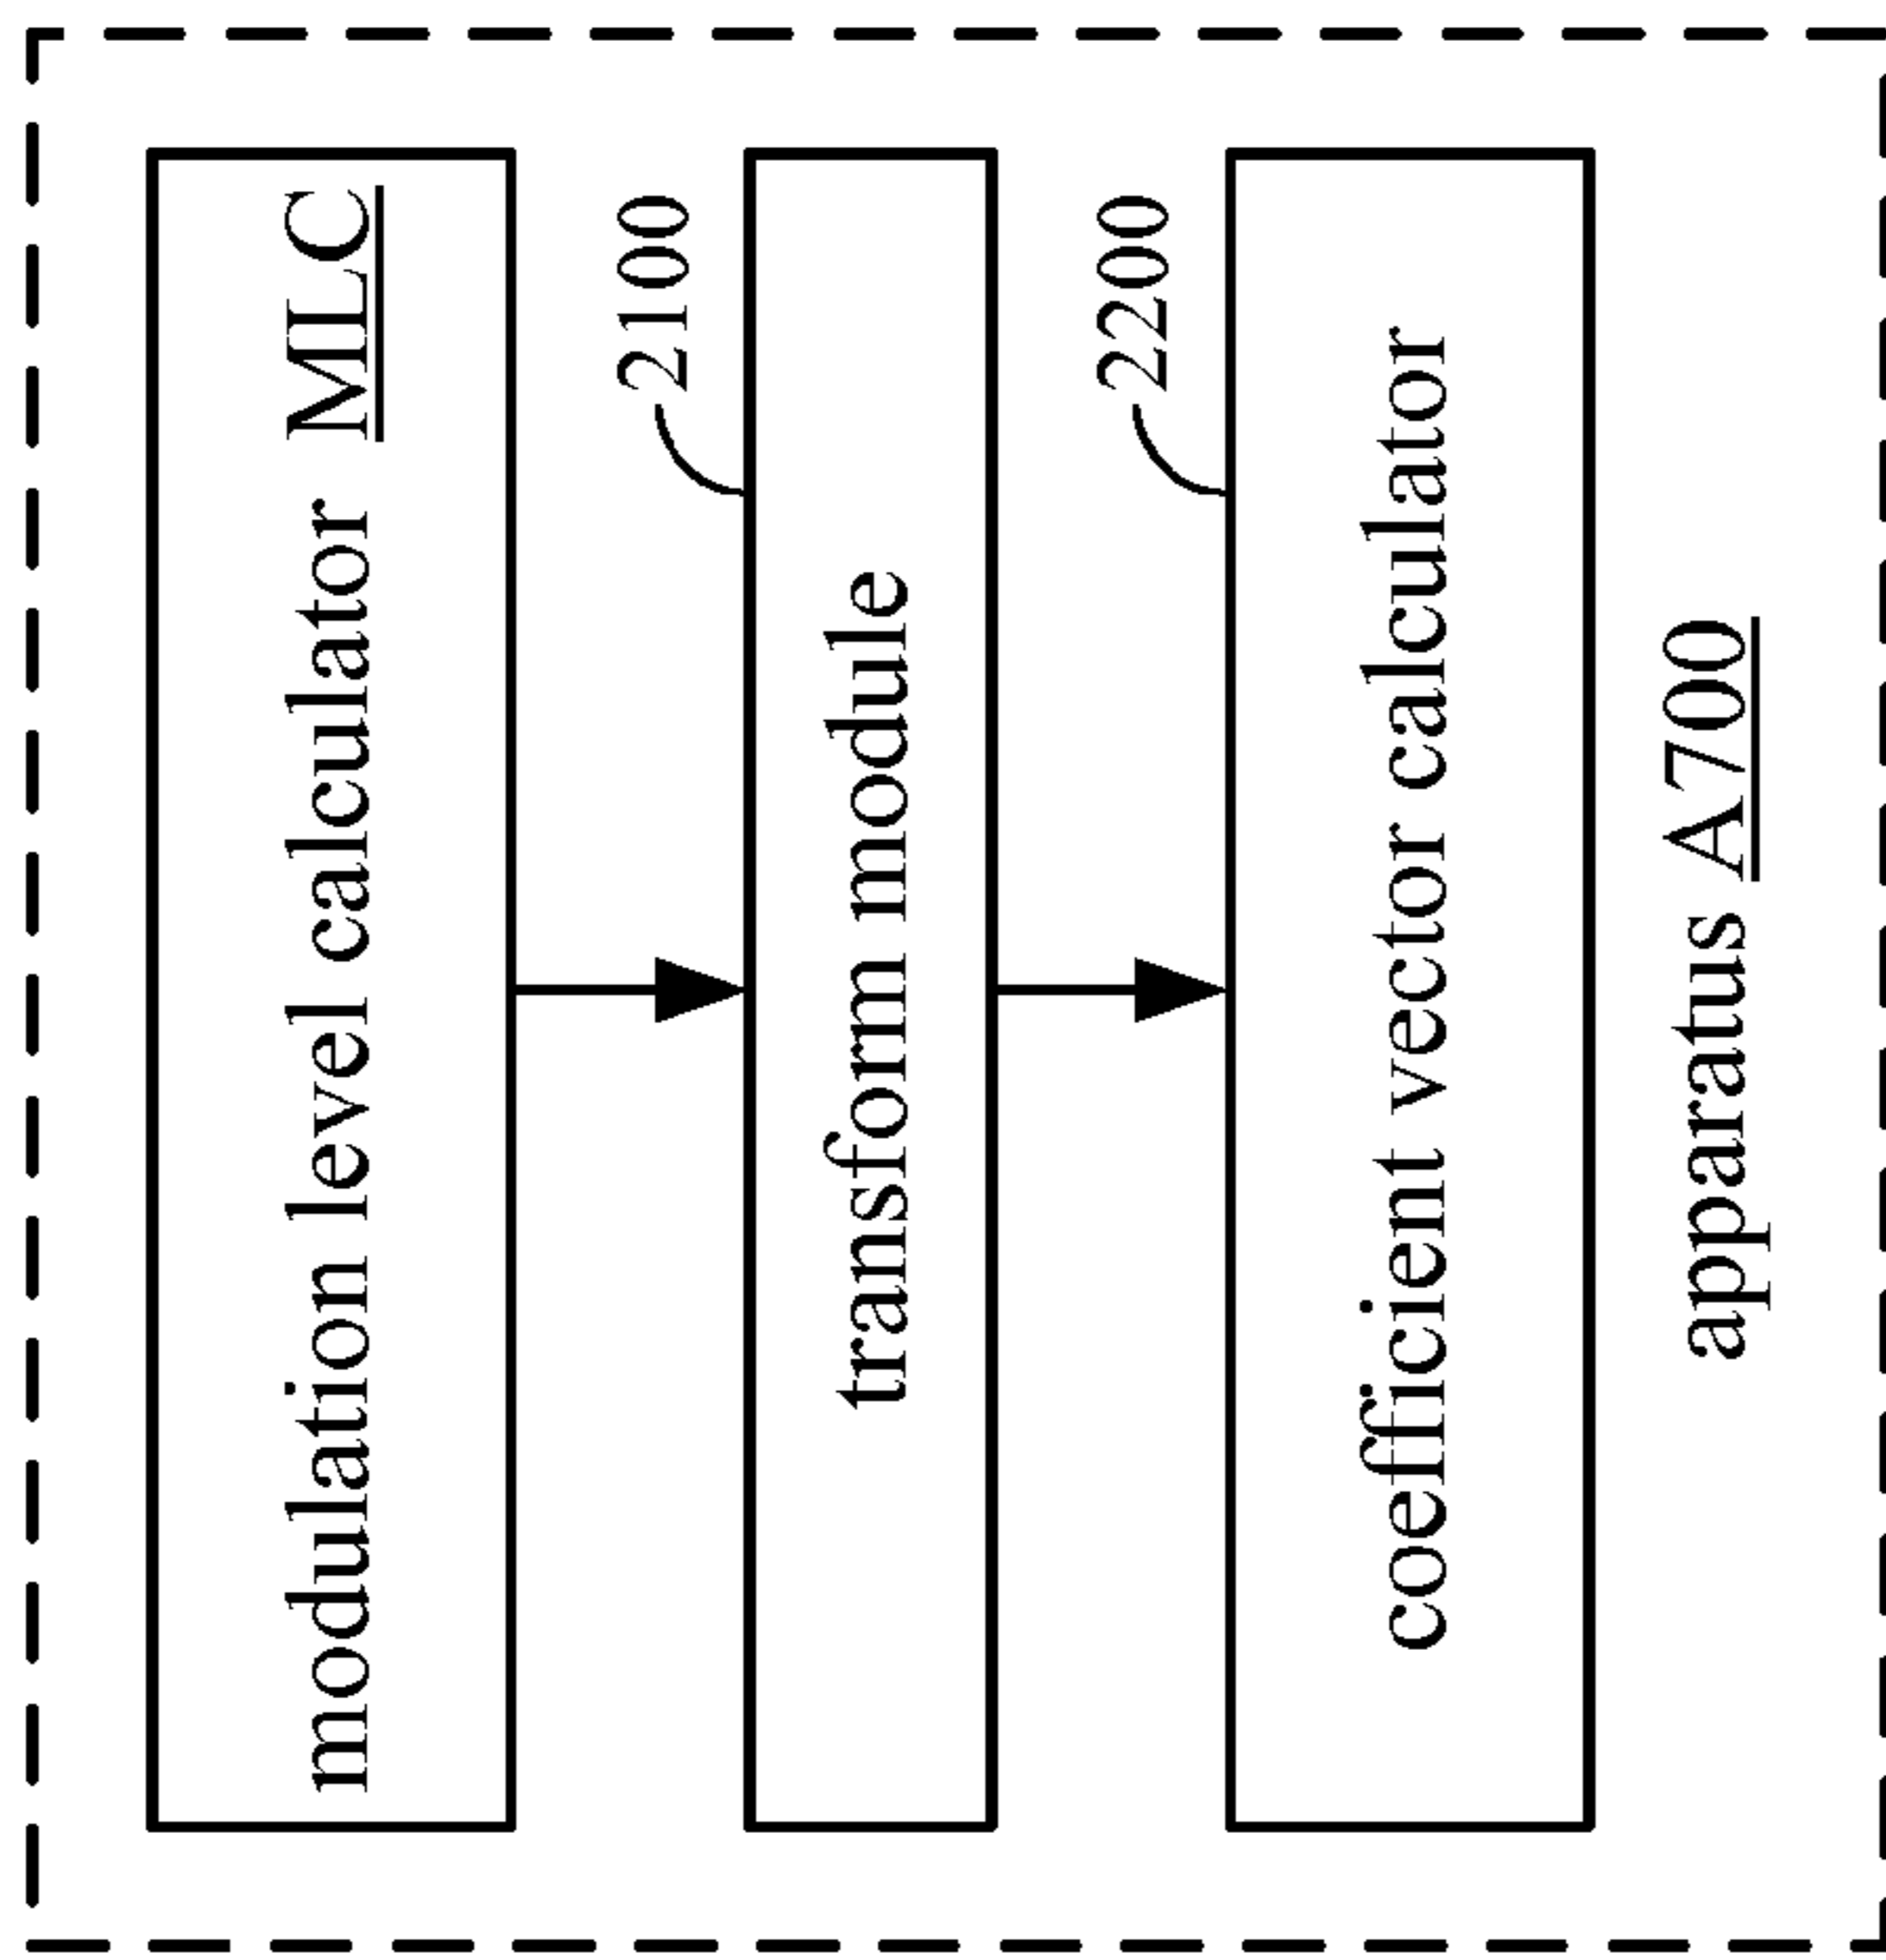 modulation level calculator MLC
2100
transform module
2200
coefficient vector calculator
apparatus A700